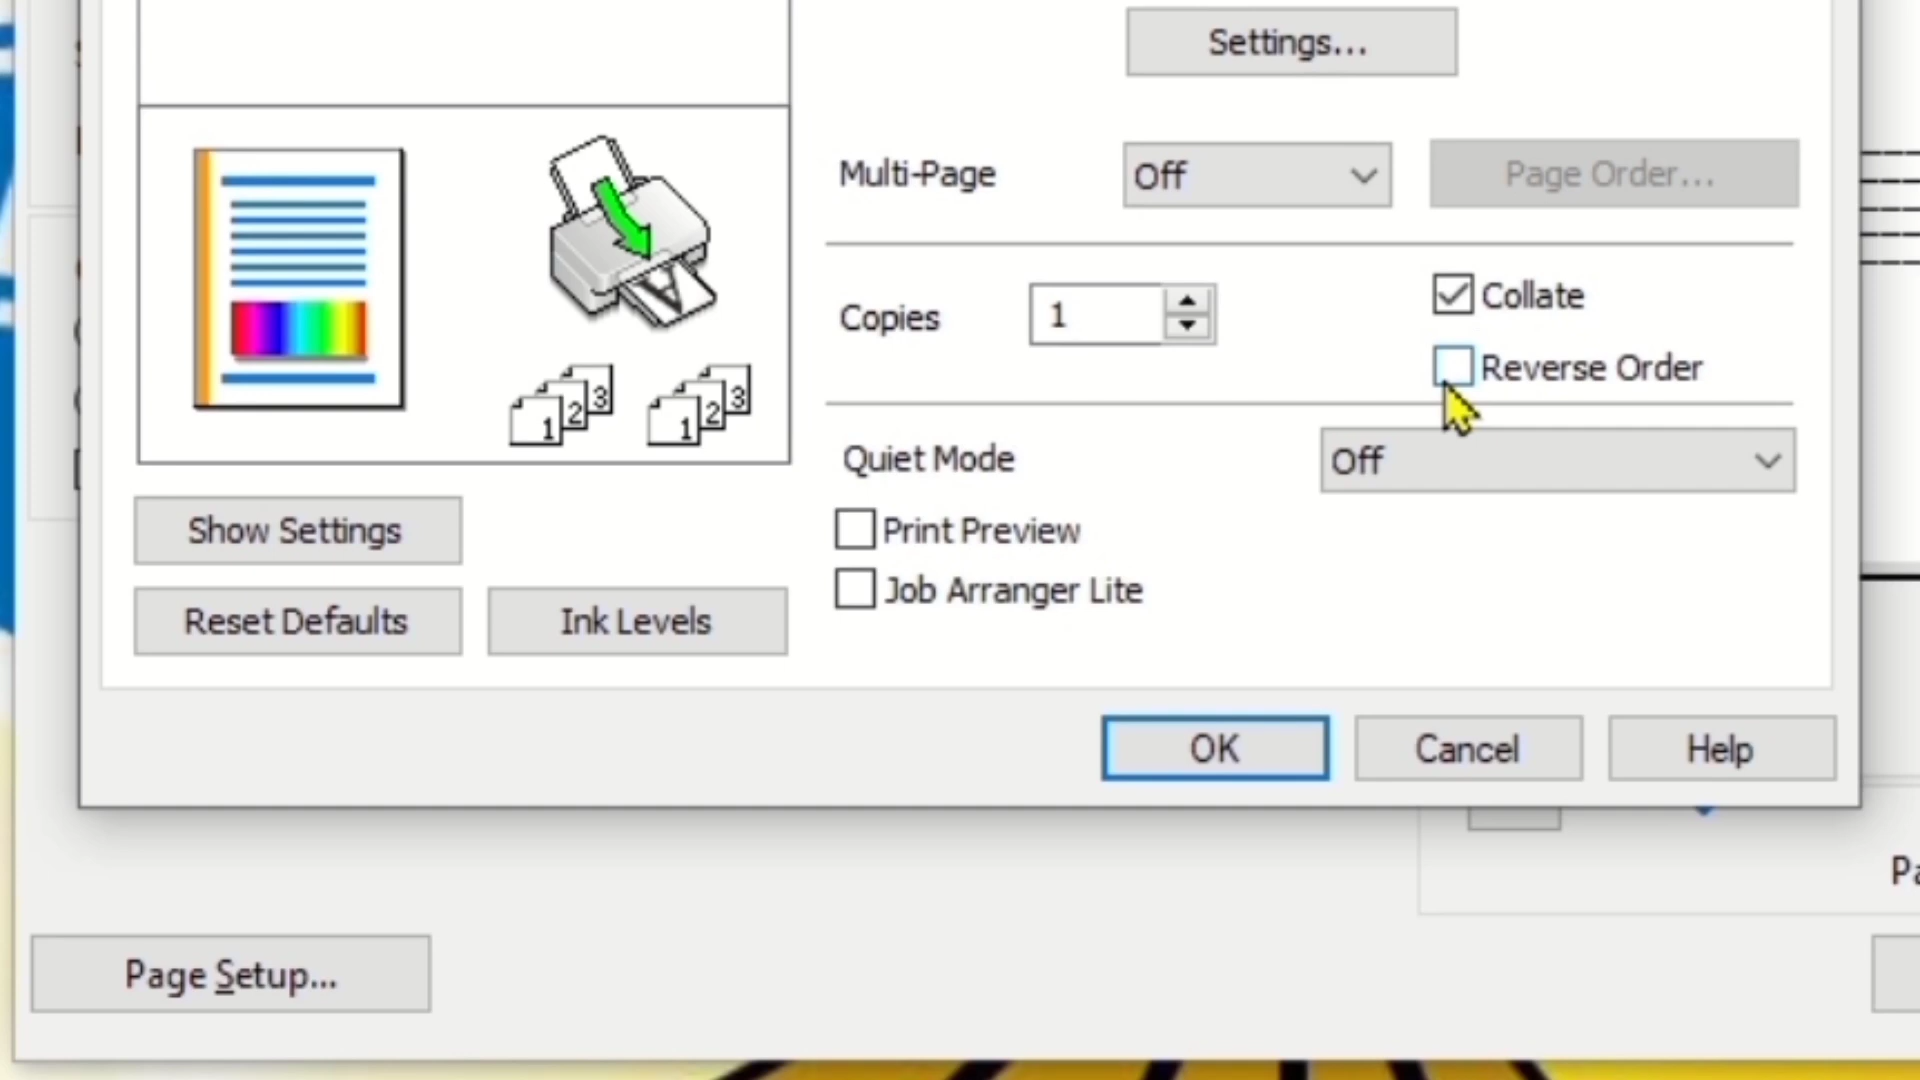 Settings...
Multi-Page
Off
Page Order...
Copies
1
Collate
Reverse Order
1 2 3
1 2 3
Quiet Mode
Off
Show Settings
Print Preview
Job Arranger Lite
Reset Defaults
Ink Levels
OK
Cancel
Help
Page Setup...